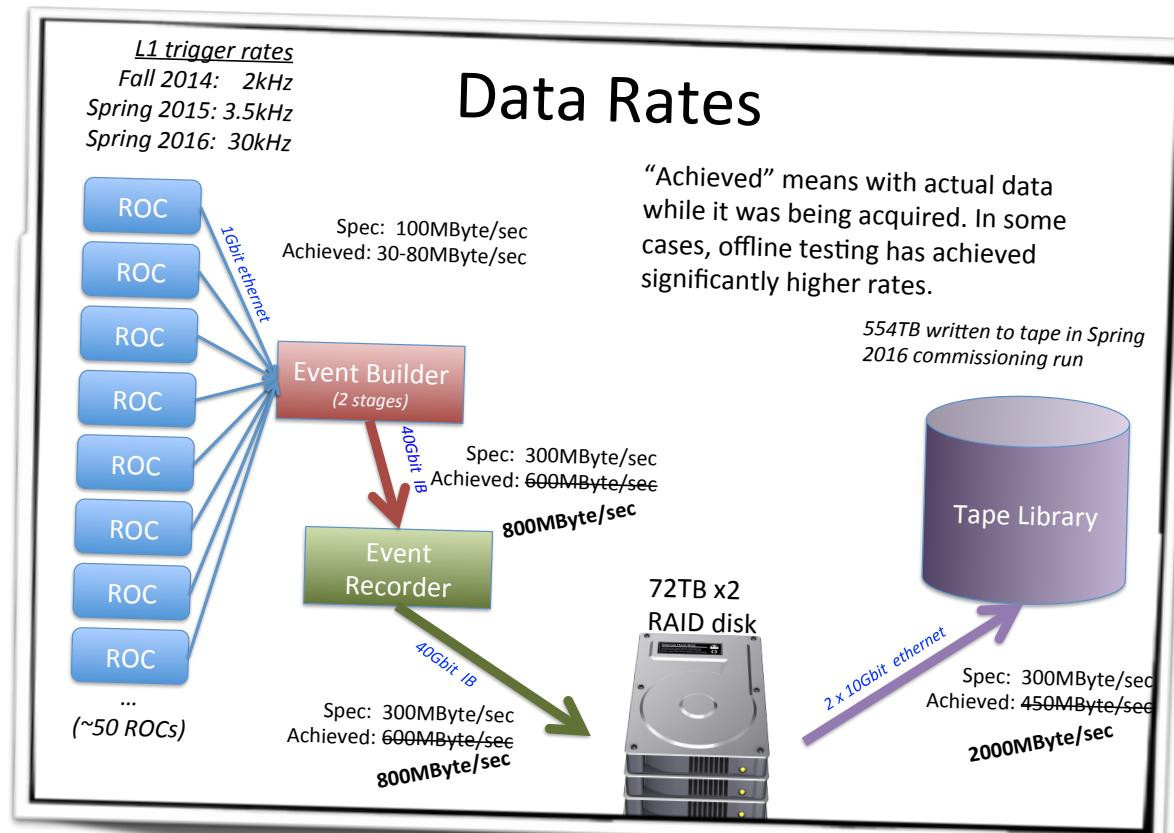 L1 trigger rates
Fall 2014: 2kHz
Spring 2015: 3.5kHz
Spring 2016: 30kHz
Data Rates
"Achieved" means with actual data
while it was being acquired. In some
cases, offline testing has achieved
significantly higher rates.
ROC
ROC
ROC
ROC
ROC
ROC
ROC
ROC
...
(~50 ROCs)
1Gbit ethernet
Spec: 100MByte/sec
Achieved: 30-80MByte/sec
Event Builder
(2 stages)
40Gbit IB
Spec: 300MByte/sec
Achieved: 600MByte/sec
800MByte/sec
Event
Recorder
40Gbit IB
Spec: 300MByte/sec
Achieved: 600MByte/sec
800MByte/sec
72TB x2
RAID disk
2 x 10Gbit ethernet
554TB written to tape in Spring
2016 commissioning run
Tape Library
Spec: 300MByte/sec
Achieved: 450MByte/sec
2000MByte/sec